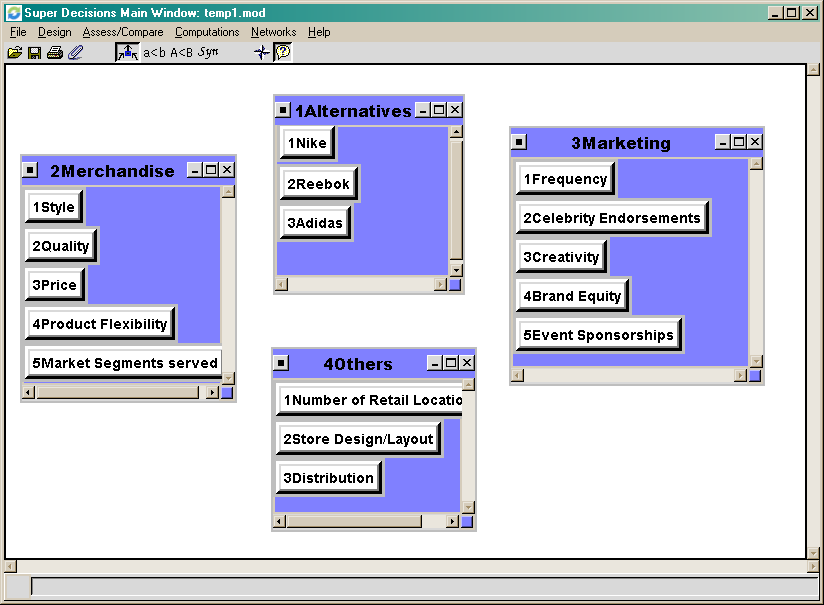 Super Decisions Main Window: temp1.mod
File Design Assess/Compare Computations Networks Help
a<b A<B Syn
1Alternatives
1Nike
2Reebok
3Adidas
3Marketing
1Frequency
2Celebrity Endorsements
3Creativity
4Brand Equity
5Event Sponsorships
2Merchandise
1Style
2Quality
3Price
4Product Flexibility
5Market Segments served
4Others
1Number of Retail Locatio
2Store Design/Layout
3Distribution